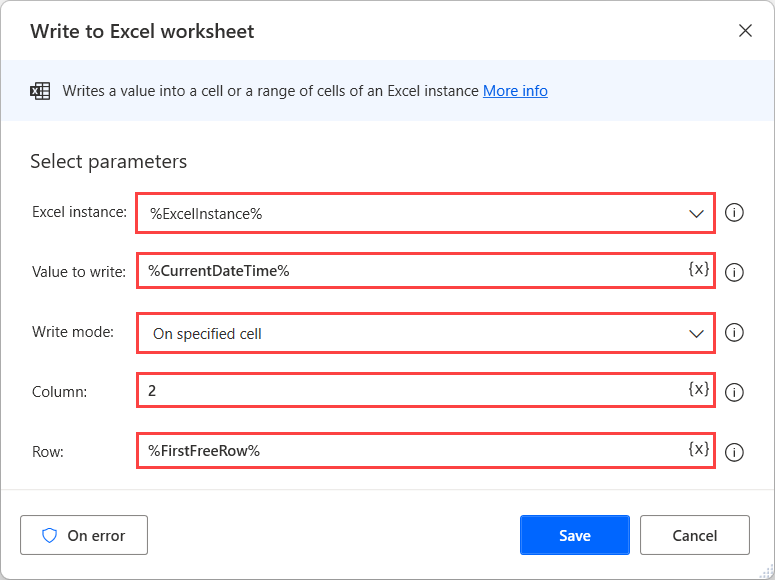 Write to Excel worksheet
Writes a value into a cell or a range of cells of an Excel instance More info
Select parameters
Excel instance: %ExcelInstance%
Value to write: %CurrentDateTime% {x}
Write mode: On specified cell
Column: 2 {x}
Row: %FirstFreeRow% {x}
On error Save Cancel